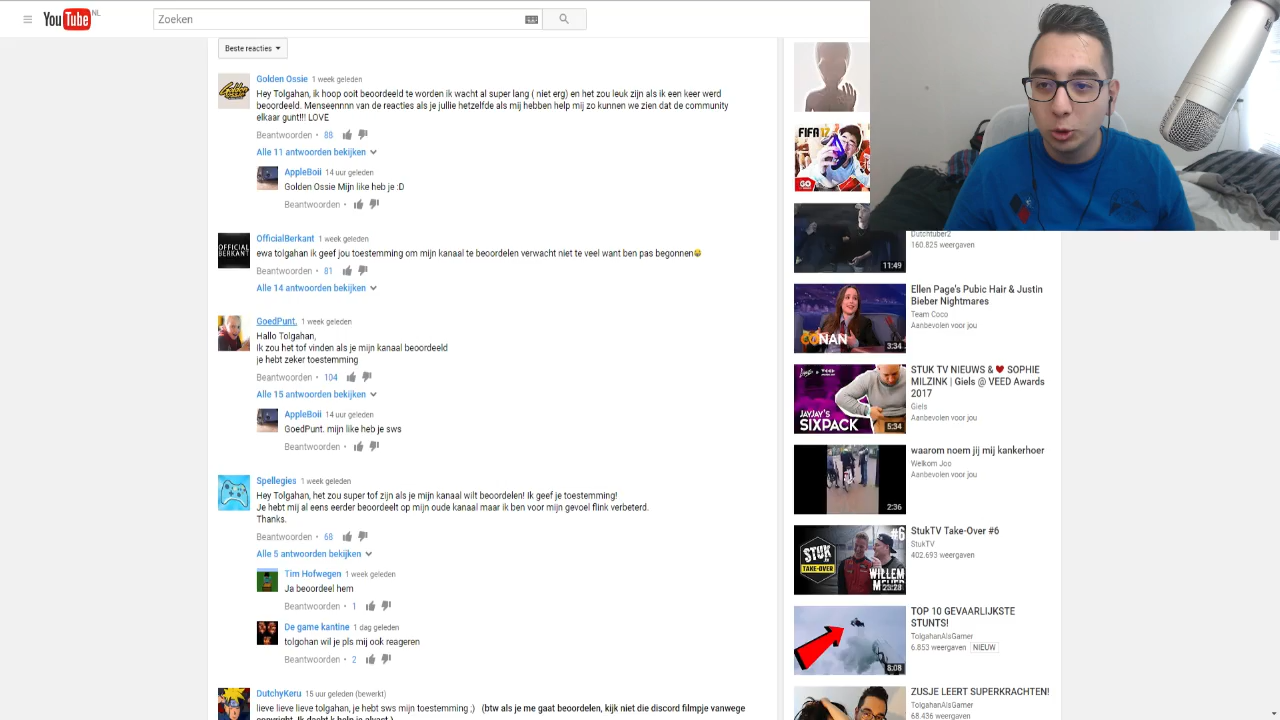 YouTube NL
Zoeken
Beste reacties
Golden Ossie 1 week geleden
Hey Tolgahan, ik hoop ooit beoordeeld te worden ik wacht al super lang ( niet erg) en het zou leuk zijn als ik een keer werd
beoordeeld. Menseennnn van de reacties als je jullie hetzelfde als mij hebben help mij zo kunnen we zien dat de community
elkaar gunt!!! LOVE
Beantwoorden • 88
Alle 11 antwoorden bekijken
AppleBoii 14 uur geleden
Golden Ossie Mijn like heb je :D
Beantwoorden •
OFFICIAL
BERKANT
OfficialBerkant 1 week geleden
ewa tolgahan ik geef jou toestemming om mijn kanaal te beoordelen verwacht niet te veel want ben pas begonnen
Beantwoorden • 81
Alle 14 antwoorden bekijken
GoedPunt. 1 week geleden
Hallo Tolgahan,
Ik zou het tof vinden als je mijn kanaal beoordeeld
je hebt zeker toestemming
Beantwoorden • 104
Alle 15 antwoorden bekijken
AppleBoii 14 uur geleden
GoedPunt. mijn like heb je sws
Beantwoorden •
Spellegies 1 week geleden
Hey Tolgahan, het zou super tof zijn als je mijn kanaal wilt beoordelen! Ik geef je toestemming!
Je hebt mij al eens eerder beoordeelt op mijn oude kanaal maar ik ben voor mijn gevoel flink verbeterd.
Thanks.
Beantwoorden • 68
Alle 5 antwoorden bekijken
Tim Hofwegen 1 week geleden
Ja beoordeel hem
Beantwoorden • 1
De game kantine 1 dag geleden
tolgohan wil je pls mij ook reageren
Beantwoorden • 2
DutchyKeru 15 uur geleden (bewerkt)
lieve lieve lieve tolgahan, je hebt sws mijn toestemming ;) (btw als je me gaat beoordelen, kijk niet die discord filmpje vanwege
FIFA 17
GO
Dutchtuber2
160.825 weergaven
11:49
Ellen Page's Pubic Hair & Justin
Bieber Nightmares
Team Coco
Aanbevolen voor jou
CONAN
3:34
STUK TV NIEUWS & ♥ SOPHIE
MILZINK | Giels @ VEED Awards
2017
Giels
Aanbevolen voor jou
JAYJAY'S
SIXPACK
5:34
waarom noem jij mij kankerhoer
Welkom Joo
Aanbevolen voor jou
2:36
StukTV Take-Over #6
StukTV
402.693 weergaven
#6
STUK
TAKE-OVER
WILLEM
23:28
TOP 10 GEVAARLIJKSTE
STUNTS!
TolgahanAlsGamer
6.853 weergaven NIEUW
8:08
ZUSJE LEERT SUPERKRACHTEN!
TolgahanAlsGamer
68.436 weergaven